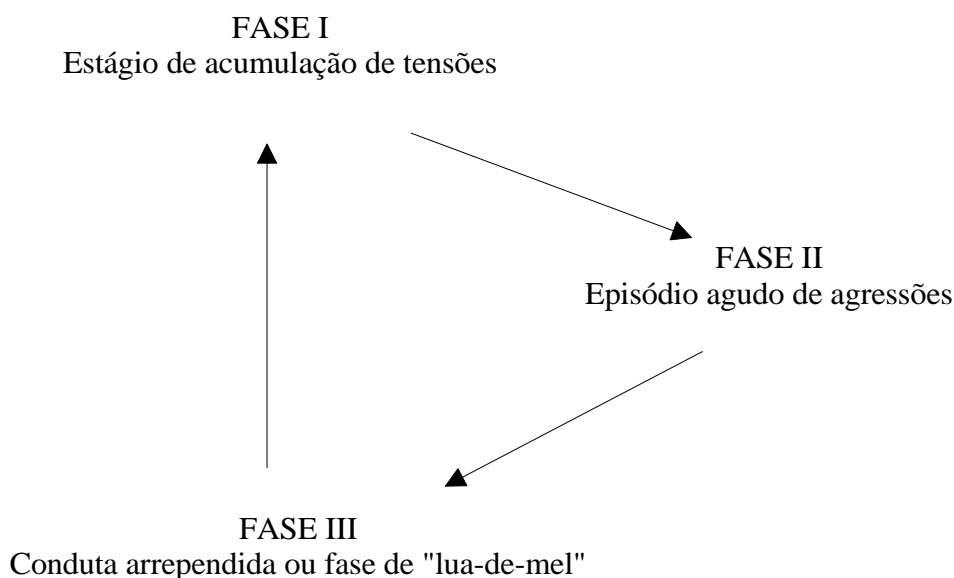 FASE I
Estágio de acumulação de tensões
FASE II
Episódio agudo de agressões
FASE III
Conduta arrependida ou fase de "lua-de-mel"